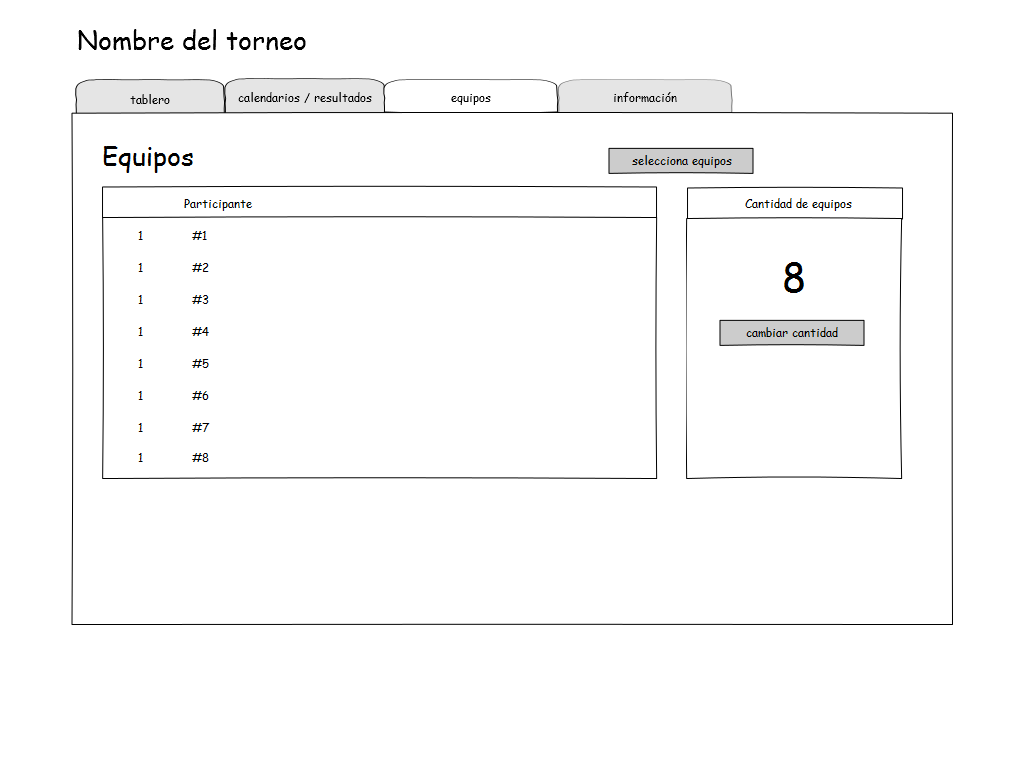 Nombre del torneo
tablero calendarios / resultados equipos información
Equipos selecciona equipos
Participante
1 #1
1 #2
1 #3
1 #4
1 #5
1 #6
1 #7
1 #8
Cantidad de equipos
8
cambiar cantidad